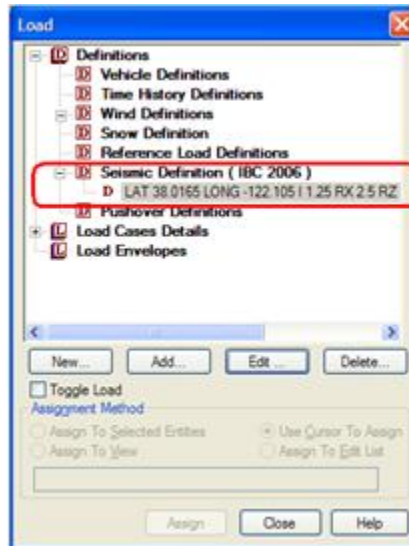 Load
Definitions
Vehicle Definitions
Time History Definitions
Wind Definitions
Snow Definition
Reference Load Definitions
Seismic Definition ( IBC 2006 )
D LAT 38.0165 LONG -122.105 I 1.25 RX 2.5 RZ
Pushover Definitions
Load Cases Details
Load Envelopes
New... Add... Edit ... Delete...
Toggle Load
Assignment Method
Assign To Selected Entities Use Cursor To Assign
Assign To View Assign To Edit List
Assign Close Help